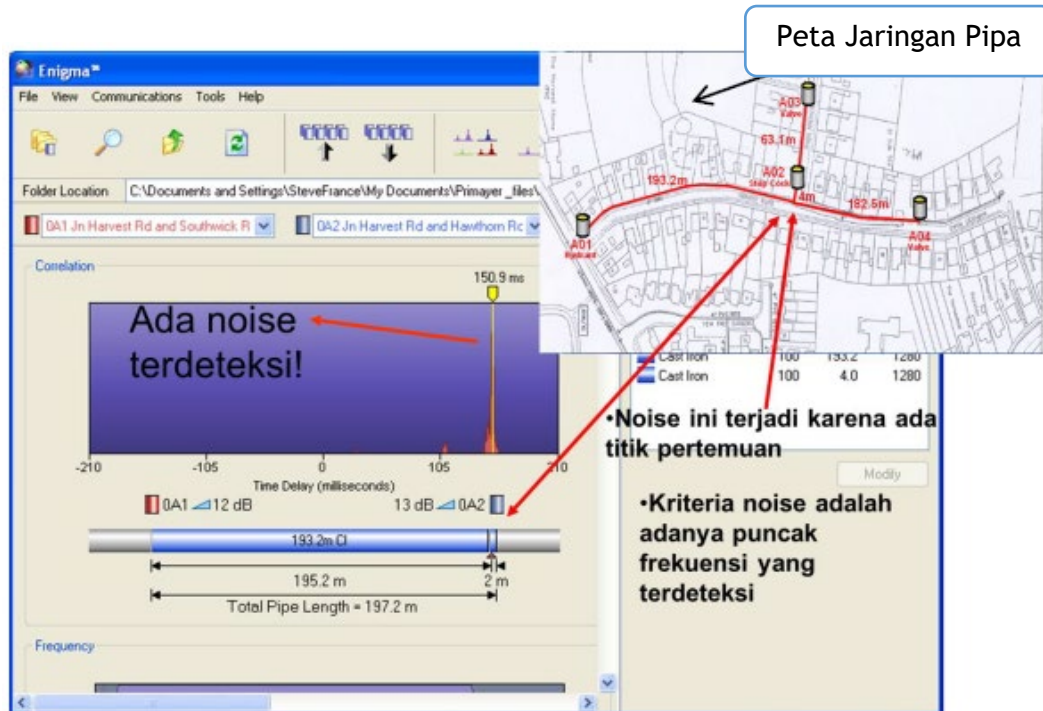 Peta Jaringan Pipa
Enigma™
File View Communications Tools Help
Folder Location C:\Documents and Settings\SteveFrance\My Documents\Primayer_files\
0A1 Jn Harvest Rd and Southwick R
0A2 Jn Harvest Rd and Hawthorn Rc
Correlation
150.9 ms
Ada noise
terdeteksi!
-210 -105 0 105 210
Time Delay (milliseconds)
0A1 12 dB 13 dB 0A2
193.2m CI
195.2 m 2 m
Total Pipe Length = 197.2 m
Frequency
A03
Valve
63.1m
A02
Stop Cock
4m
193.2m
182.5m
A01
Hydrant
A04
Valve
Cast Iron 100 193.2 1280
Cast Iron 100 4.0 1280
•Noise ini terjadi karena ada
titik pertemuan
Modify
•Kriteria noise adalah
adanya puncak
frekuensi yang
terdeteksi